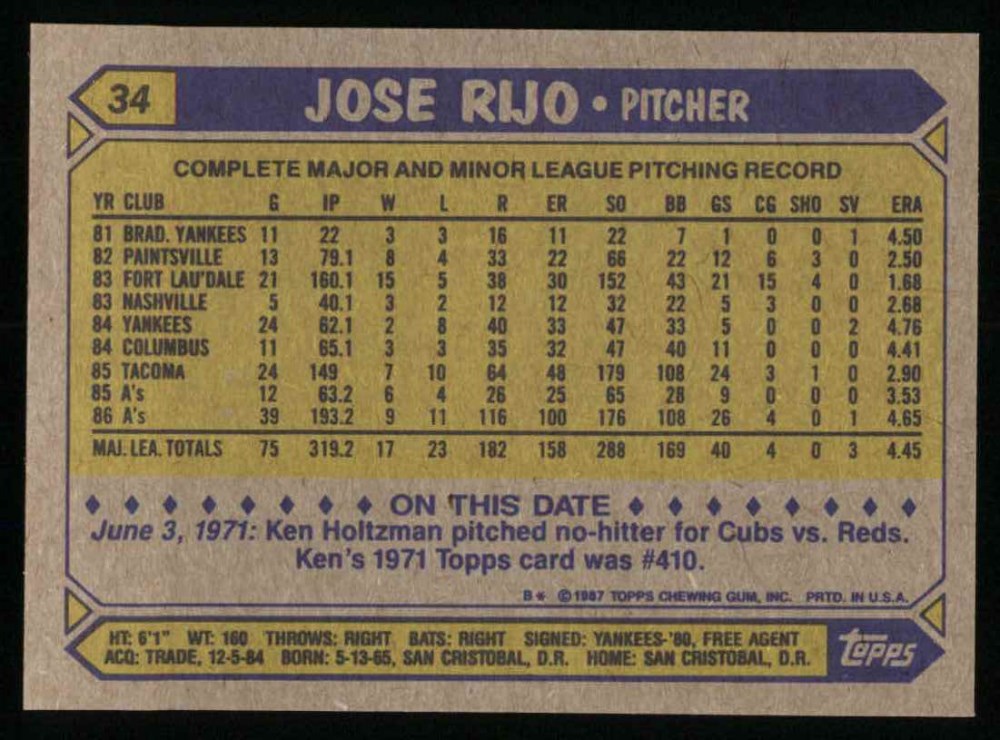 34
JOSE RIJO • PITCHER
COMPLETE MAJOR AND MINOR LEAGUE PITCHING RECORD
YR CLUB G IP W L R ER SO BB GS CG SHO SV ERA
81 BRAD. YANKEES 11 22 3 3 16 11 22 7 1 0 0 1 4.50
82 PAINTSVILLE 13 79.1 8 4 33 22 66 22 12 6 3 0 2.50
83 FORT LAU'DALE 21 160.1 15 5 38 30 152 43 21 15 4 0 1.68
83 NASHVILLE 5 40.1 3 2 12 12 32 22 5 3 0 0 2.68
84 YANKEES 24 62.1 2 8 40 33 47 33 5 0 0 2 4.76
84 COLUMBUS 11 65.1 3 3 35 32 47 40 11 0 0 0 4.41
85 TACOMA 24 149 7 10 64 48 179 108 24 3 1 0 2.90
85 A's 12 63.2 6 4 26 25 65 28 9 0 0 0 3.53
86 A's 39 193.2 9 11 116 100 176 108 26 4 0 1 4.65
MAJ. LEA. TOTALS 75 319.2 17 23 182 158 288 169 40 4 0 3 4.45
ON THIS DATE
June 3, 1971: Ken Holtzman pitched no-hitter for Cubs vs. Reds.
Ken's 1971 Topps card was #410.
B* ©1987 TOPPS CHEWING GUM, INC. PRTD. IN U.S.A.
HT: 6'1" WT: 160 THROWS: RIGHT BATS: RIGHT SIGNED: YANKEES-'80, FREE AGENT
ACQ: TRADE, 12-5-84 BORN: 5-13-65, SAN CRISTOBAL, D.R. HOME: SAN CRISTOBAL, D.R.
topps